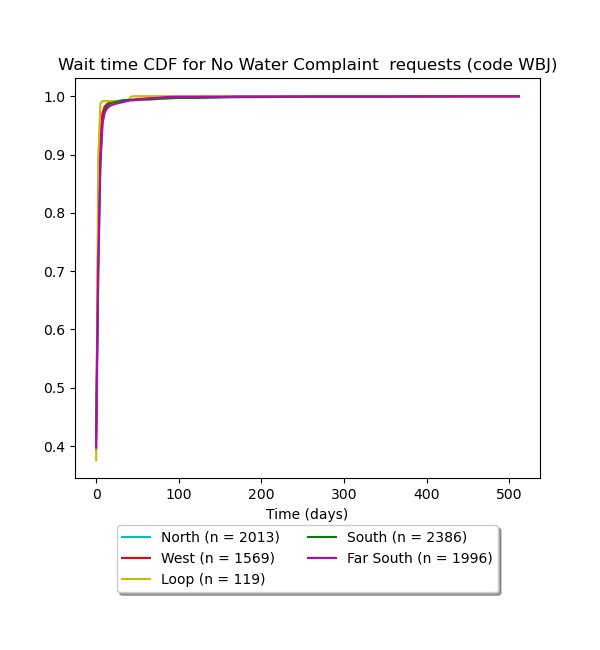 Wait time CDF for No Water Complaint  requests (code WBJ)
1.0
0.9
0.8
0.7
0.6
0.5
0.4
0 100 200 300 400 500
Time (days)
North (n = 2013)
West (n = 1569)
Loop (n = 119)
South (n = 2386)
Far South (n = 1996)